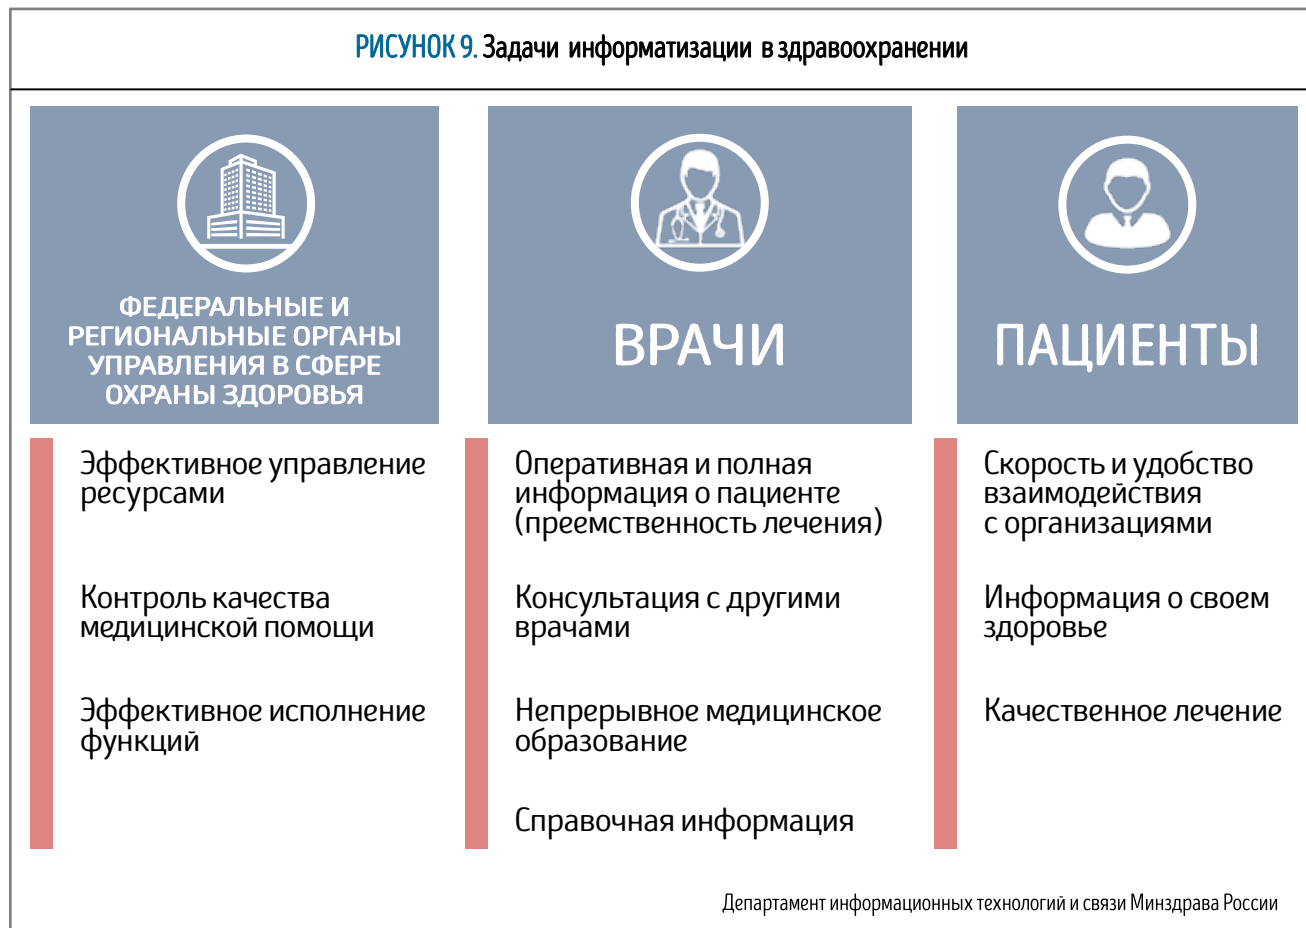 РИСУНОК 9. Задачи информатизации в здравоохранении
ФЕДЕРАЛЬНЫЕ И
РЕГИОНАЛЬНЫЕ ОРГАНЫ
УПРАВЛЕНИЯ В СФЕРЕ
ОХРАНЫ ЗДОРОВЬЯ
Эффективное управление
ресурсами
Контроль качества
медицинской помощи
Эффективное исполнение
функций
ВРАЧИ
Оперативная и полная
информация о пациенте
(преемственность лечения)
Консультация с другими
врачами
Непрерывное медицинское
образование
Справочная информация
ПАЦИЕНТЫ
Скорость и удобство
взаимодействия
с организациями
Информация о своем
здоровье
Качественное лечение
Департамент информационных технологий и связи Минздрава России